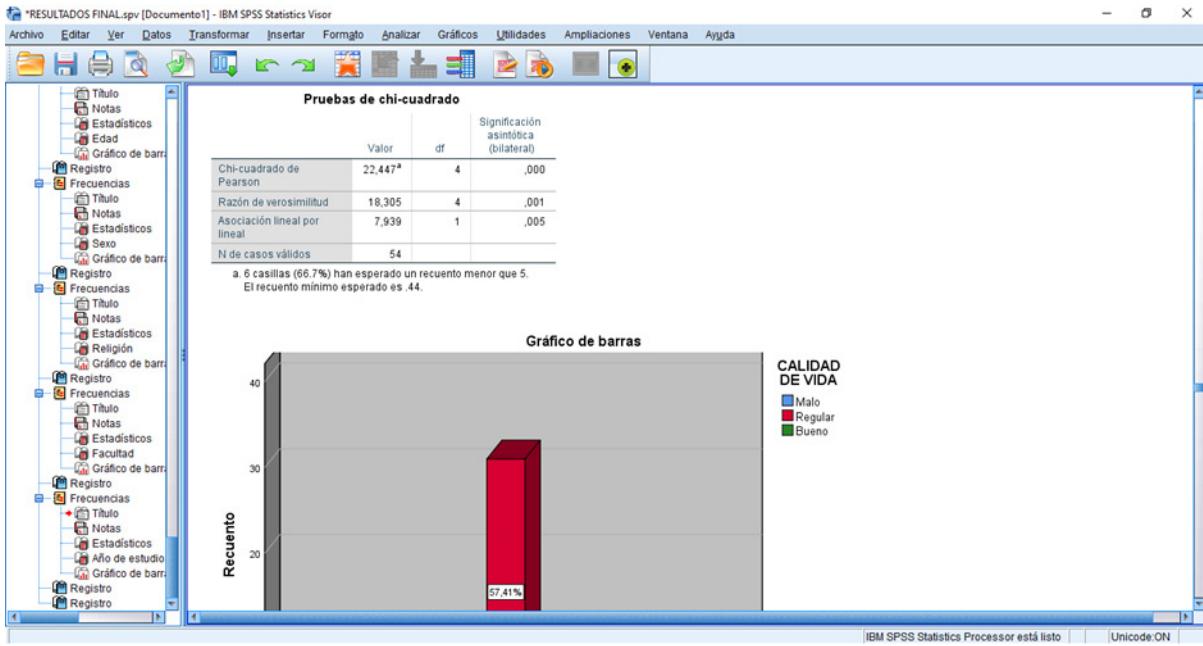 *RESULTADOS FINAL.spv [Documento1] - IBM SPSS Statistics Visor
Archivo Editar Ver Datos Transformar Insertar Formato Analizar Gráficos Utilidades Ampliaciones Ventana Ayuda
Título
Notas
Estadísticos
Edad
Gráfico de barra
Registro
Frecuencias
Título
Notas
Estadísticos
Sexo
Gráfico de barra
Registro
Frecuencias
Título
Notas
Estadísticos
Religión
Gráfico de barra
Registro
Frecuencias
Título
Notas
Estadísticos
Facultad
Gráfico de barra
Registro
Frecuencias
Título
Notas
Estadísticos
Año de estudio
Gráfico de barra
Registro
Registro
Pruebas de chi-cuadrado
Valor df Significación
asintótica
(bilateral)
Chi-cuadrado de
Pearson 22,447a 4 ,000
Razón de verosimilitud 18,305 4 ,001
Asociación lineal por
lineal 7,939 1 ,005
N de casos válidos 54
a. 6 casillas (66.7%) han esperado un recuento menor que 5.
El recuento mínimo esperado es .44.
Gráfico de barras
CALIDAD
DE VIDA
Malo
Regular
Bueno
Recuento
40
30
20
57,41%
IBM SPSS Statistics Processor está listo Unicode:ON